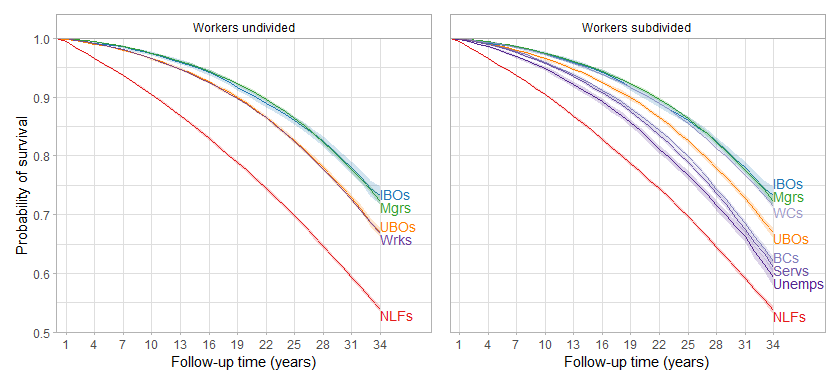 Workers undivided
Workers subdivided
Probability of survival
1.0
0.9
0.8
0.7
0.6
0.5
IBOs
Mgrs
UBOs
Wrks
NLFs
IBOs
Mgrs
WCs
UBOs
BCs
Servs
Unemps
NLFs
1 4 7 10 13 16 19 22 25 28 31 34
1 4 7 10 13 16 19 22 25 28 31 34
Follow-up time (years)
Follow-up time (years)